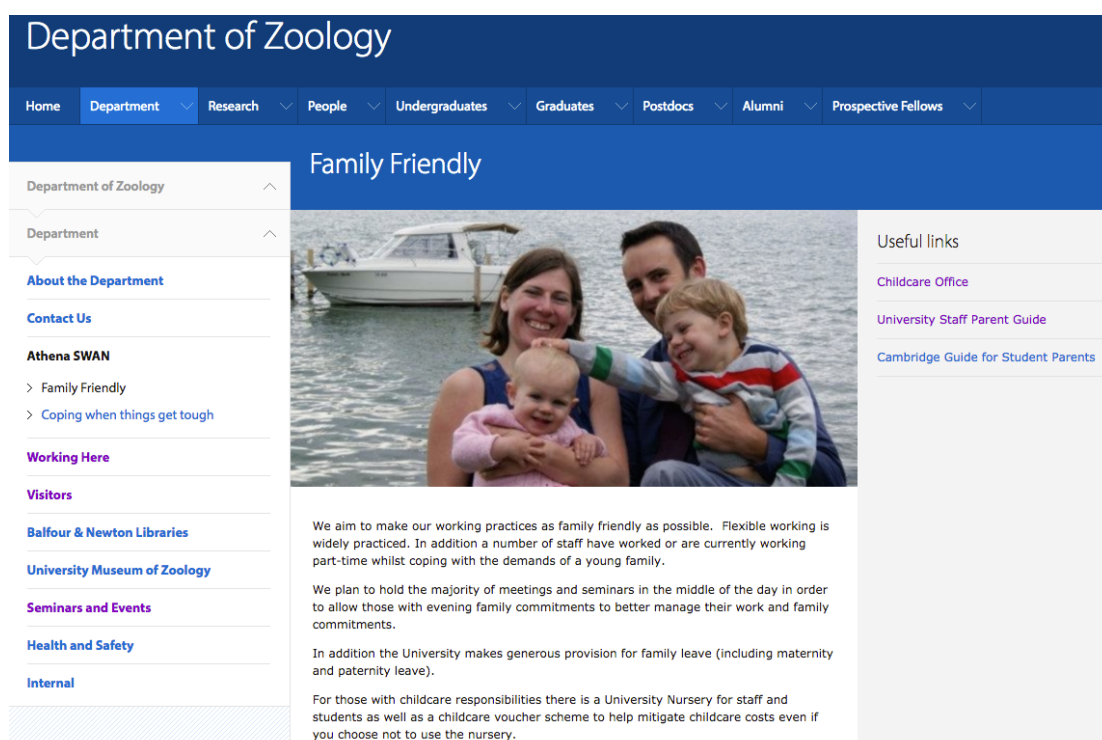 Department of Zoology
Home
Department
Research
People
Undergraduates
Graduates
Postdocs
Alumni
Prospective Fellows
Family Friendly
Department of Zoology
Department
About the Department
Contact Us
Athena SWAN
> Family Friendly
> Coping when things get tough
Working Here
Visitors
Balfour & Newton Libraries
University Museum of Zoology
Seminars and Events
Health and Safety
Internal
We aim to make our working practices as family friendly as possible.  Flexible working is
widely practiced. In addition a number of staff have worked or are currently working
part-time whilst coping with the demands of a young family.
We plan to hold the majority of meetings and seminars in the middle of the day in order
to allow those with evening family commitments to better manage their work and family
commitments.
In addition the University makes generous provision for family leave (including maternity
and paternity leave).
For those with childcare responsibilities there is a University Nursery for staff and
students as well as a childcare voucher scheme to help mitigate childcare costs even if
you choose not to use the nursery.
Useful links
Childcare Office
University Staff Parent Guide
Cambridge Guide for Student Parents